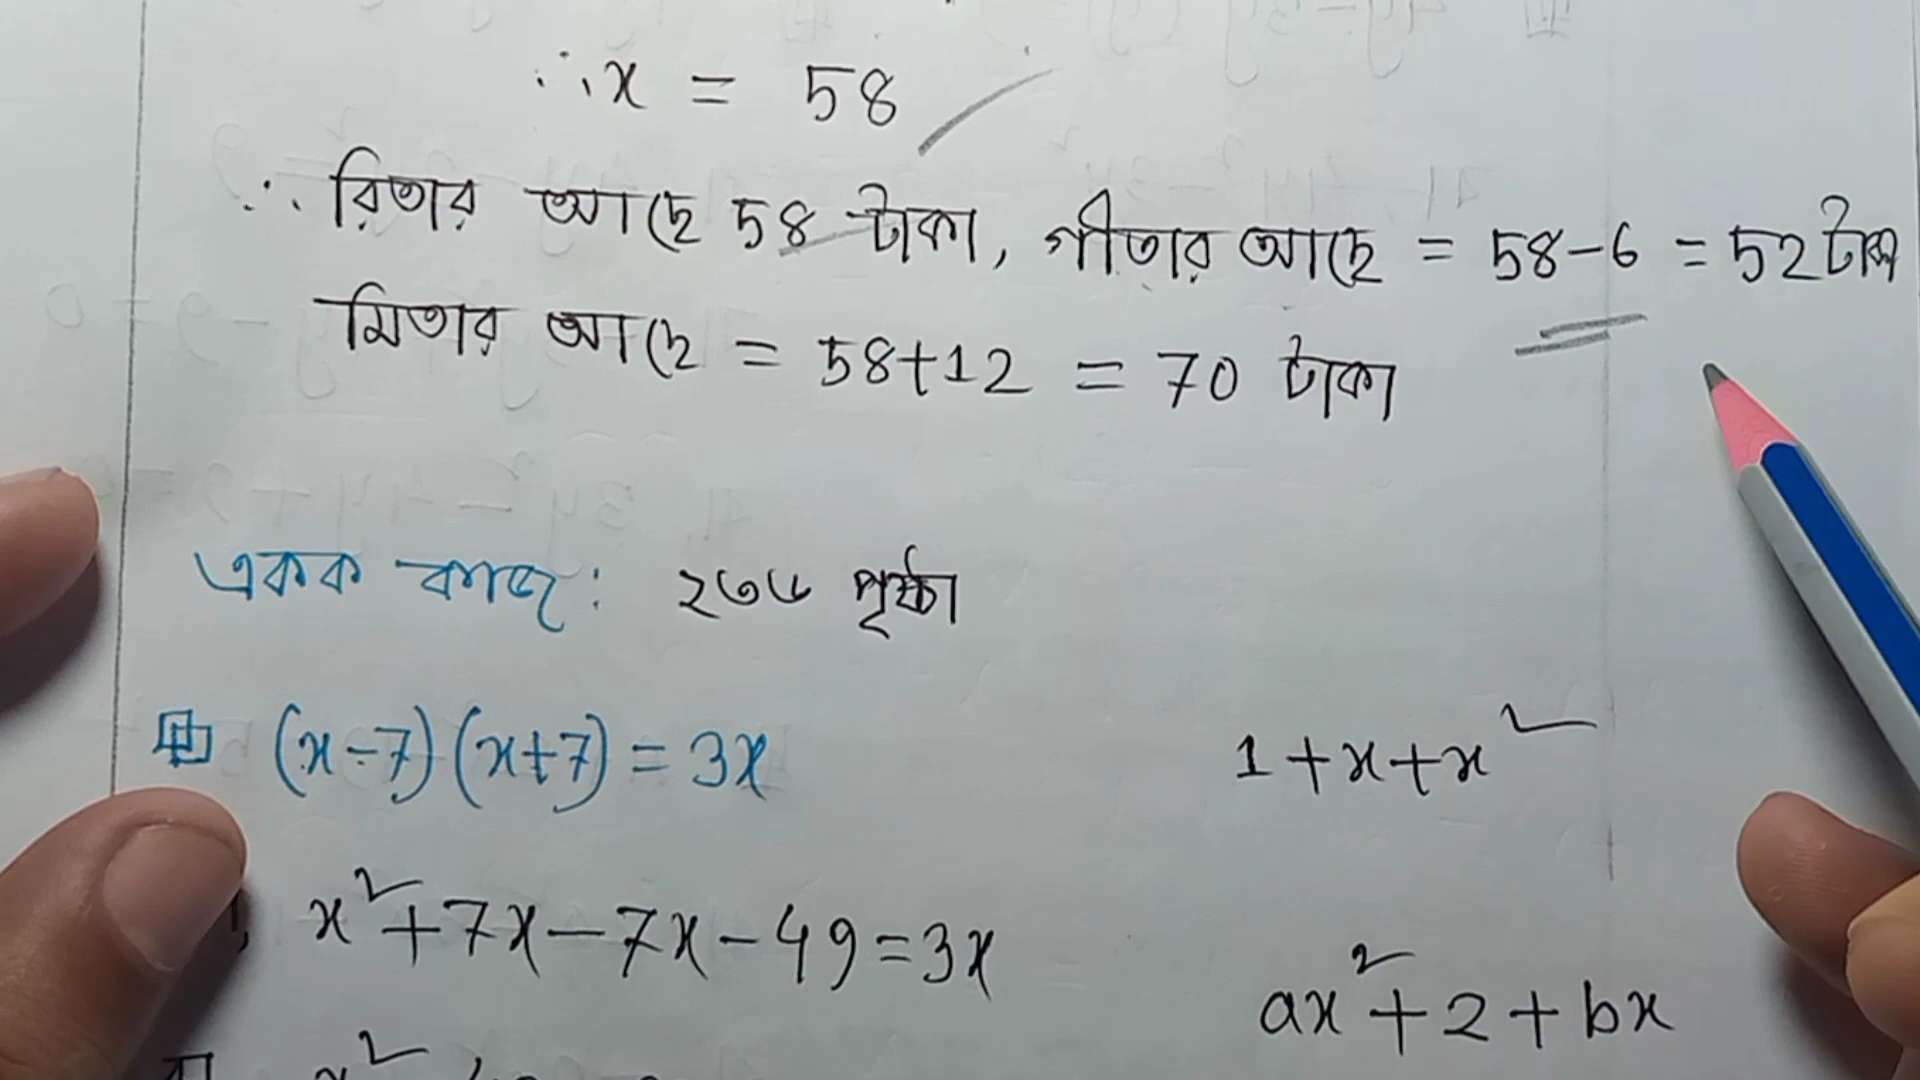 ∴ x = 58
∴ রিতার আছে 58 টাকা, গীতার আছে = 58-6 = 52 টাকা
মিতার আছে = 58+12 = 70 টাকা
একক কাজ: ২৩৬ পৃষ্ঠা
(x-7)(x+7) = 3x
1+x+x²
x²+7x-7x-49=3x
ax²+2+bx